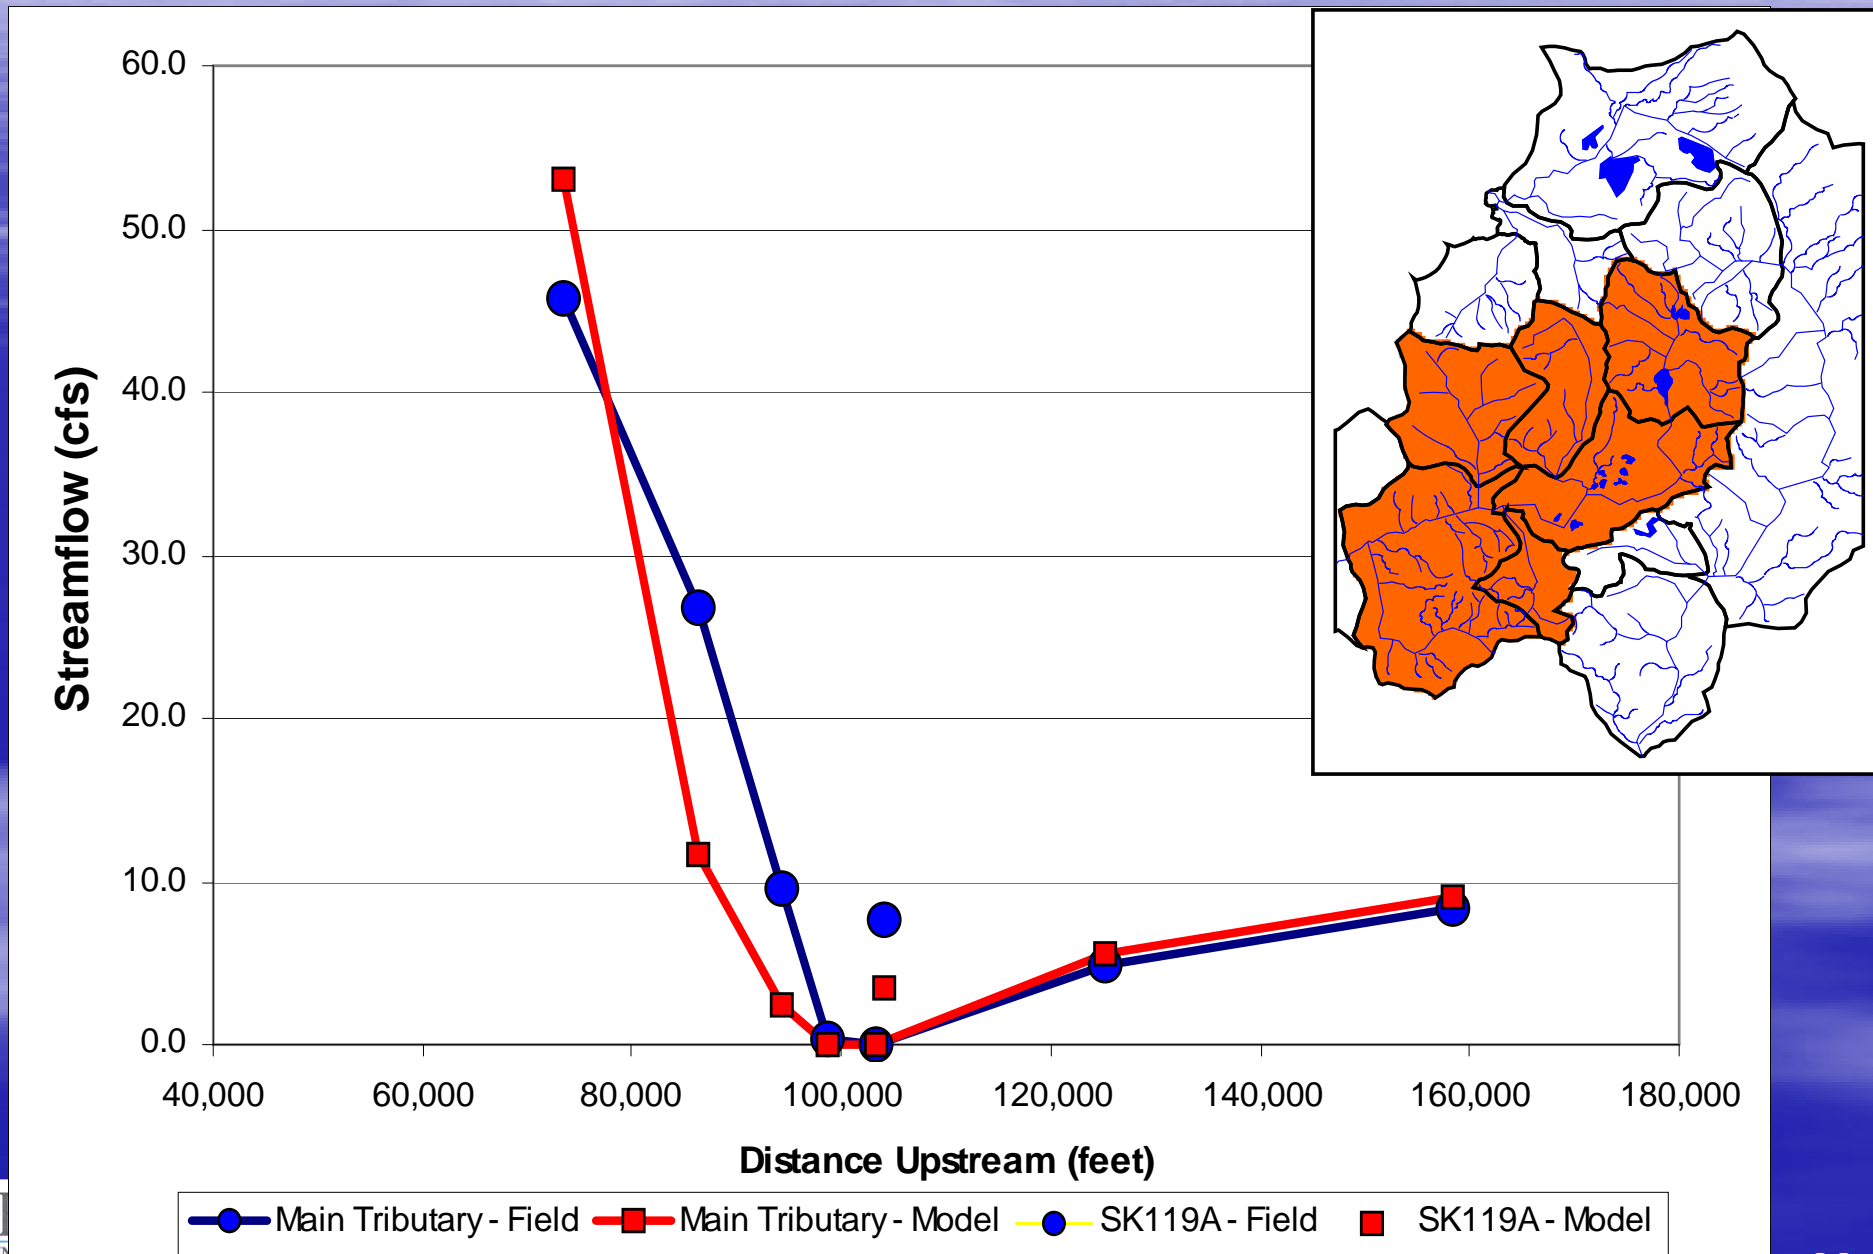 60.0
50.0
40.0
30.0
20.0
10.0
0.0
Streamflow (cfs)
40,000 60,000 80,000 100,000 120,000 140,000 160,000 180,000
Distance Upstream (feet)
Main Tributary - Field Main Tributary - Model SK119A - Field SK119A - Model